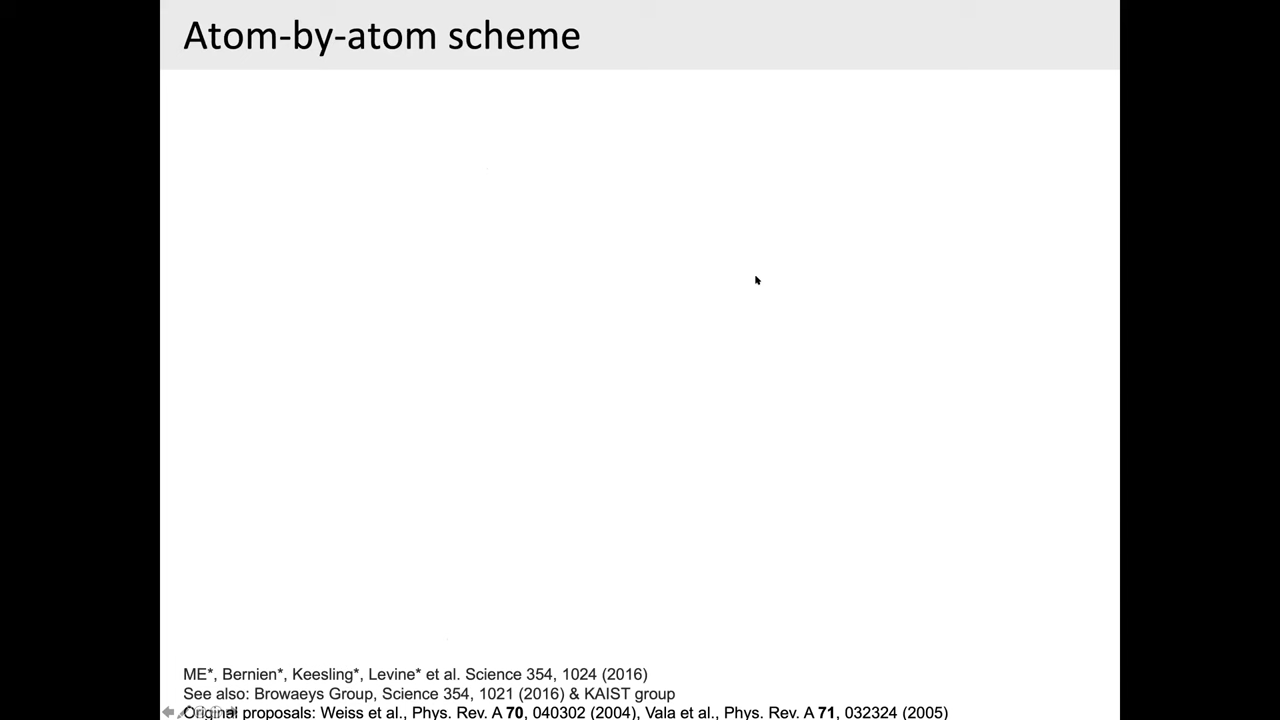 Atom-by-atom scheme
ME*, Bernien*, Keesling*, Levine* et al. Science 354, 1024 (2016)
See also: Browaeys Group, Science 354, 1021 (2016) & KAIST group
Original proposals: Weiss et al., Phys. Rev. A 70, 040302 (2004), Vala et al., Phys. Rev. A 71, 032324 (2005)